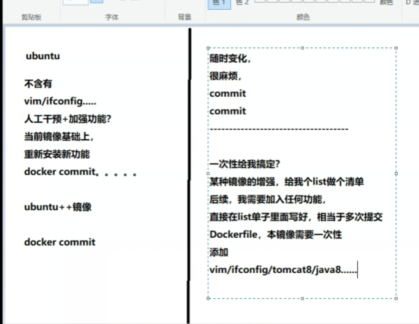 剪贴板
字体
背景
色 1
色 2
颜色
颜色
ubuntu
不含有
vim/ifconfig.....
人工干预+加强功能?
当前镜像基础上,
重新安装新功能
docker commit。。。。。
ubuntu++镜像
docker commit
随时变化,
很麻烦,
commit
commit
-----------------------------------
一次性给我搞定?
某种镜像的增强, 给我个list做个清单
后续, 我需要加入任何功能,
直接在list单子里面写好, 相当于多次提交
Dockerfile, 本镜像需要一次性
添加
vim/ifconfig/tomcat8/java8......